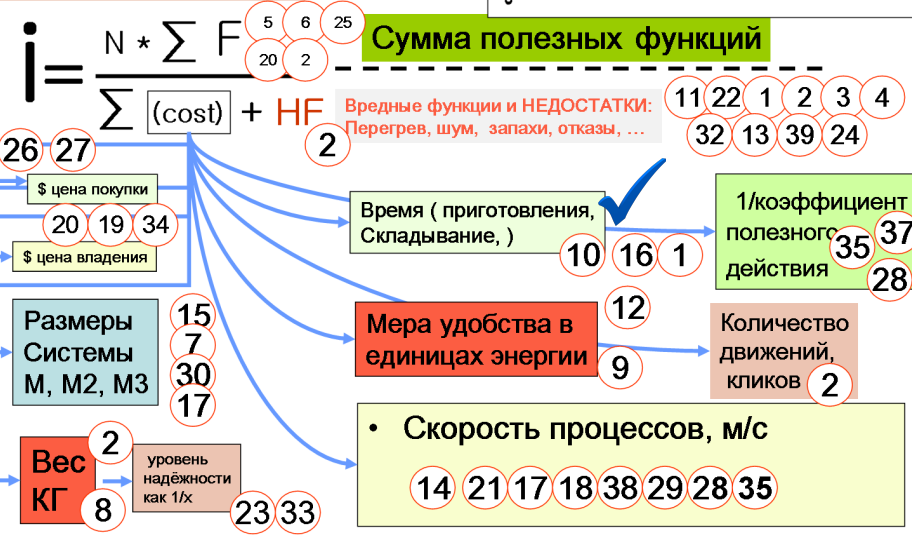 i = N * ∑ F 5 6 25
20 2
Сумма полезных функций
∑ (cost) + HF 2
Вредные функции и НЕДОСТАТКИ:
Перегрев, шум, запахи, отказы, ...
11 22 1 2 3 4
32 13 39 24
26 27
$ цена покупки
20 19 34
$ цена владения
Время ( приготовления,
Складывание, )
10 16 1
1/коэффициент
полезного
действия
35 37
28
Размеры
Системы
М, М2, М3
15
7
30
17
Мера удобства в
единицах энергии
12
9
Количество
движений,
кликов 2
Вес
КГ
2
8
уровень
надёжности
как 1/х
23 33
• Скорость процессов, м/с
14 21 17 18 38 29 28 35